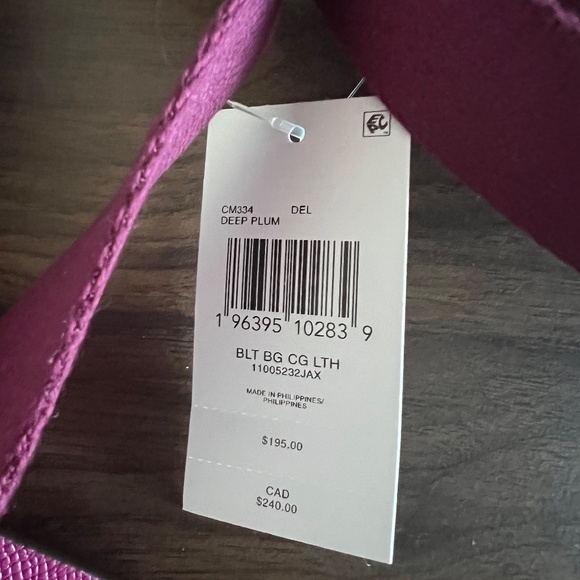 CM334 DEL
DEEP PLUM
1 96395 10283 9
BLT BG CG LTH
11005232JAX
MADE IN PHILIPPINES/
PHILIPPINES
$195.00
CAD
$240.00